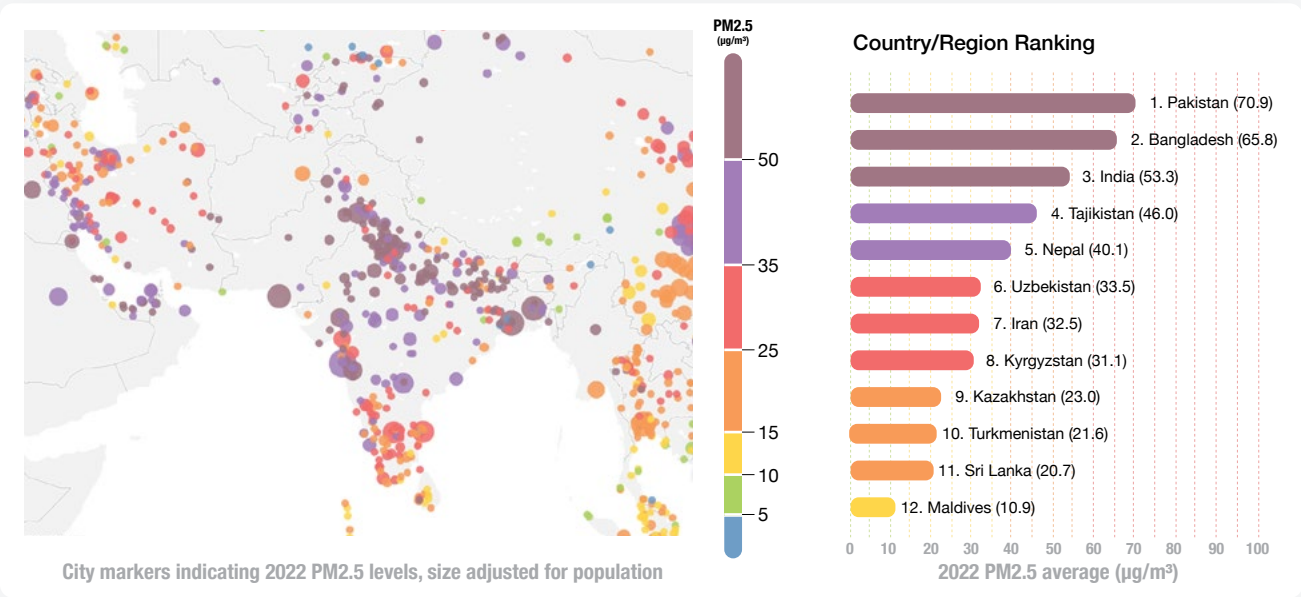 PM2.5
(µg/m³)
50
35
25
15
10
5
City markers indicating 2022 PM2.5 levels, size adjusted for population
Country/Region Ranking
1. Pakistan (70.9)
2. Bangladesh (65.8)
3. India (53.3)
4. Tajikistan (46.0)
5. Nepal (40.1)
6. Uzbekistan (33.5)
7. Iran (32.5)
8. Kyrgyzstan (31.1)
9. Kazakhstan (23.0)
10. Turkmenistan (21.6)
11. Sri Lanka (20.7)
12. Maldives (10.9)
0 10 20 30 40 50 60 70 80 90 100
2022 PM2.5 average (µg/m³)